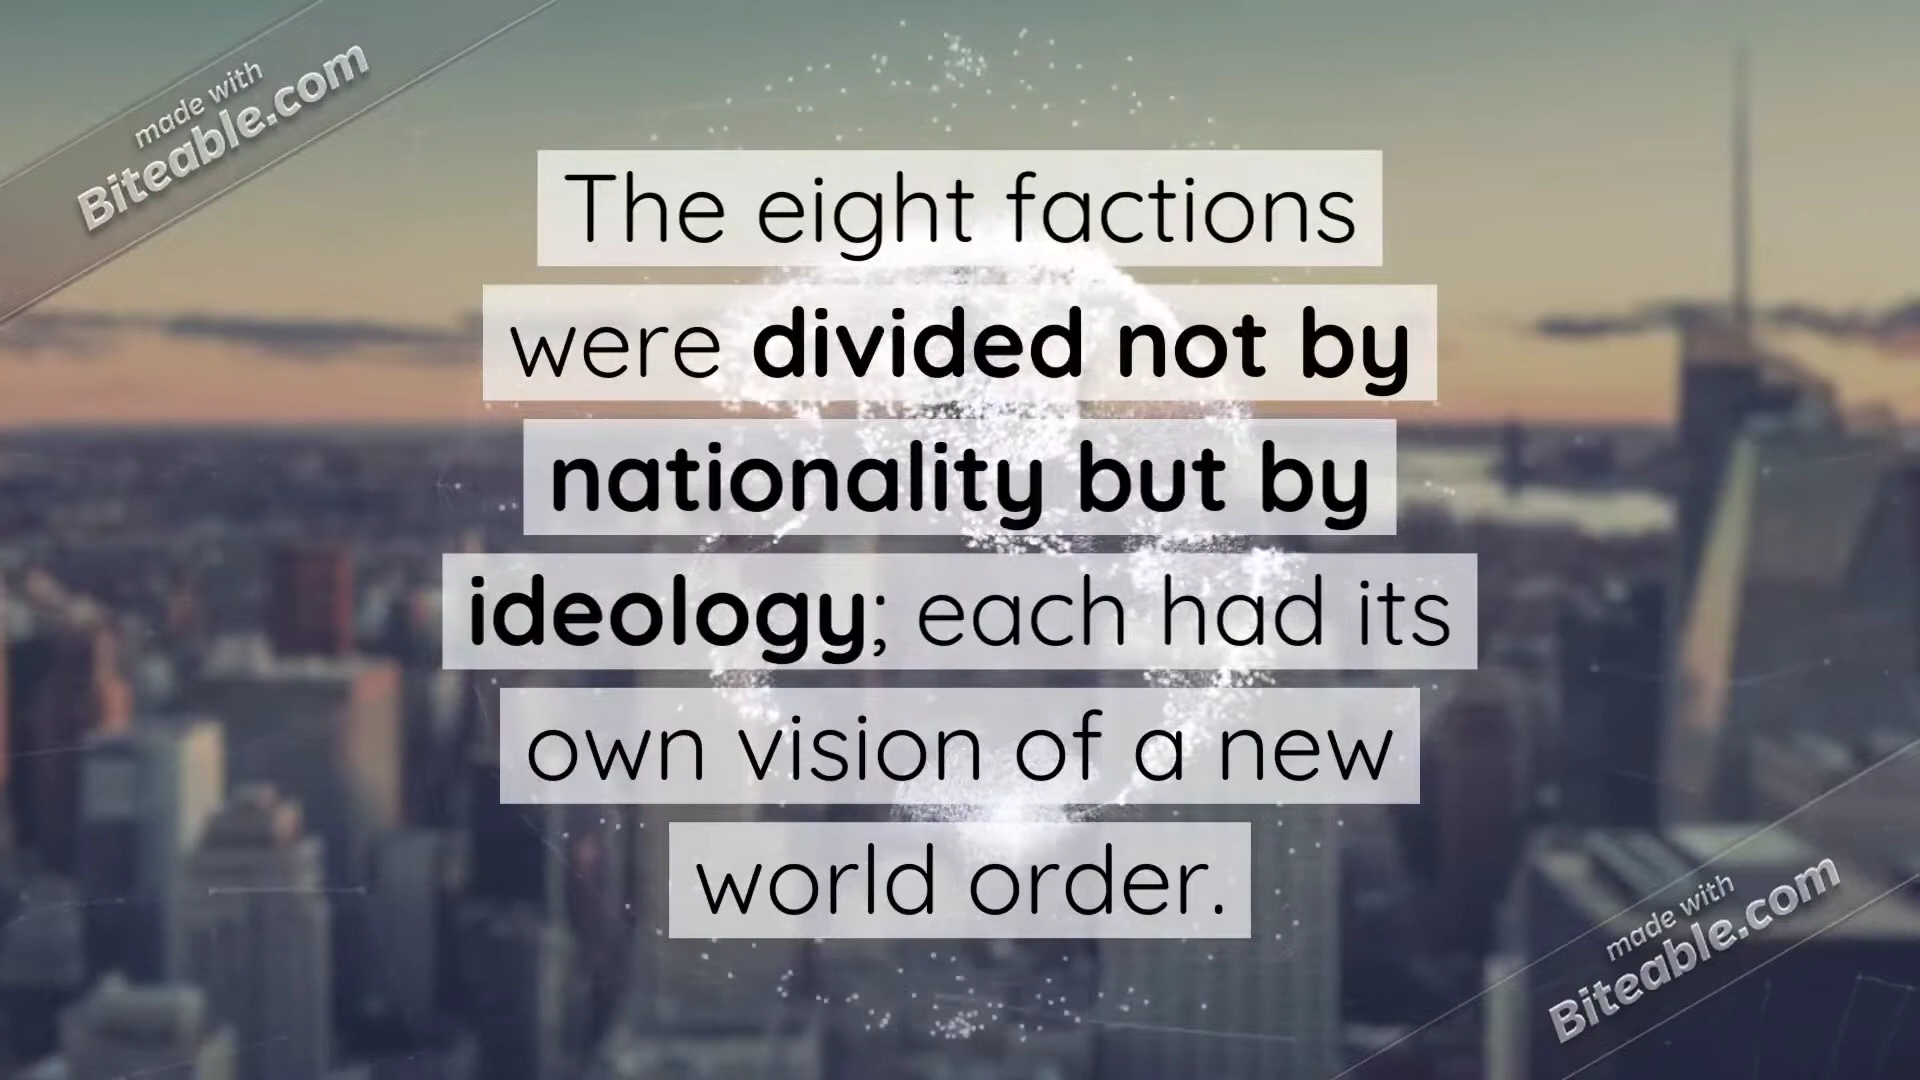 made with
Biteable.com
The eight factions
were divided not by
nationality but by
ideology; each had its
own vision of a new
world order.
made with
Biteable.com